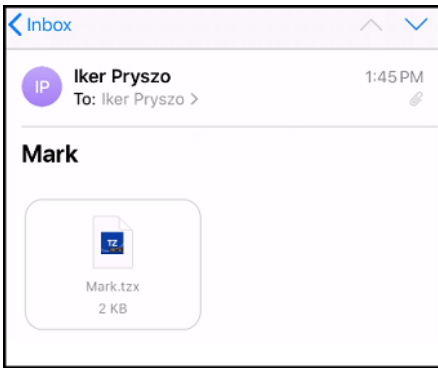 Inbox
IP
Iker Pryszo
1:45 PM
To: Iker Pryszo >
Mark
TZ
Mark.tzx
2 KB